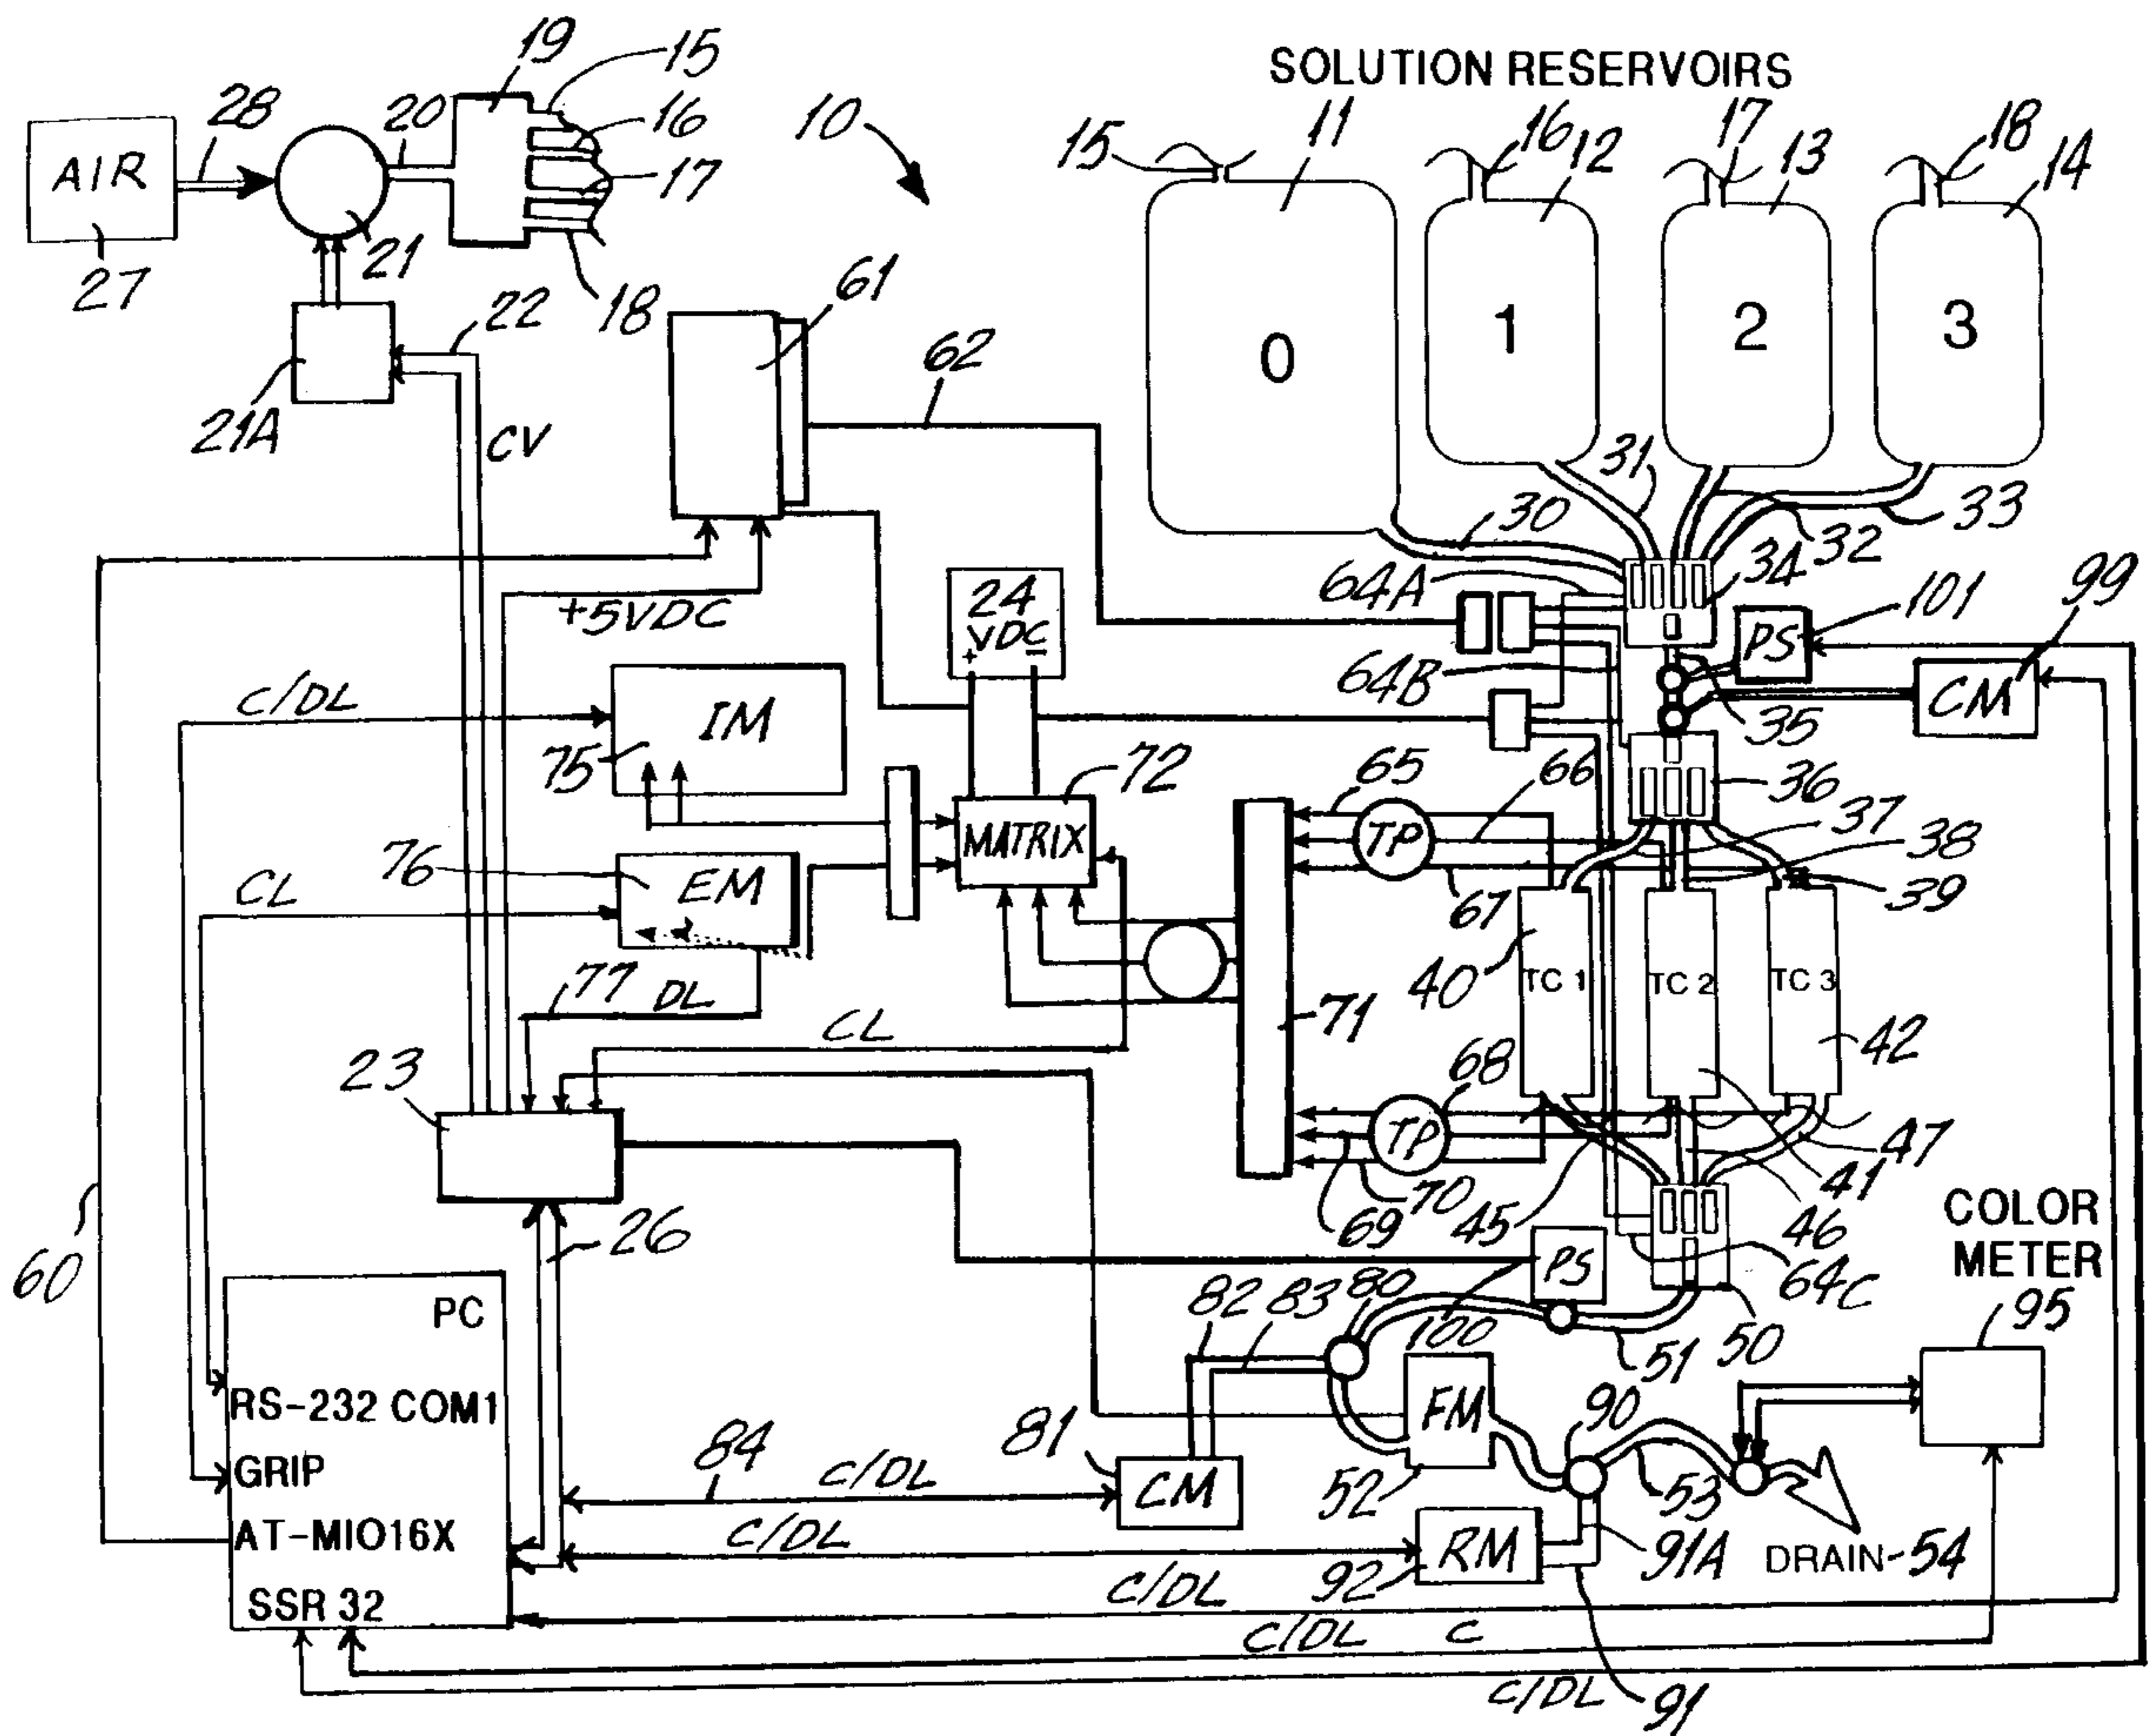 SOLUTION RESERVOIRS
19
15
28
20
16
10
15
11
16
12
17
13
18
14
AIR
17
27
21
18
61
22
21A
CV
62
0
1
2
3
31
30
32
33
34
64A
99
+5VDC
24
VDC
+ −
101
PS
64B
C/DL
IM
CM
35
75
72
65
66
36
MATRIX
TP
37
38
76
EM
CL
67
39
40
TC 1
TC 2
TC 3
77
DL
CL
71
42
23
68
TP
47
41
70
69
45
46
COLOR
METER
26
60
PS
64C
82
83
80
100
51
50
95
PC
RS-232 COM1
FM
90
84
C/DL
81
GRIP
CM
52
53
AT-MIO16X
C/DL
RM
91A
92
DRAIN-54
SSR 32
C/DL
C/DL
C
C/DL
91